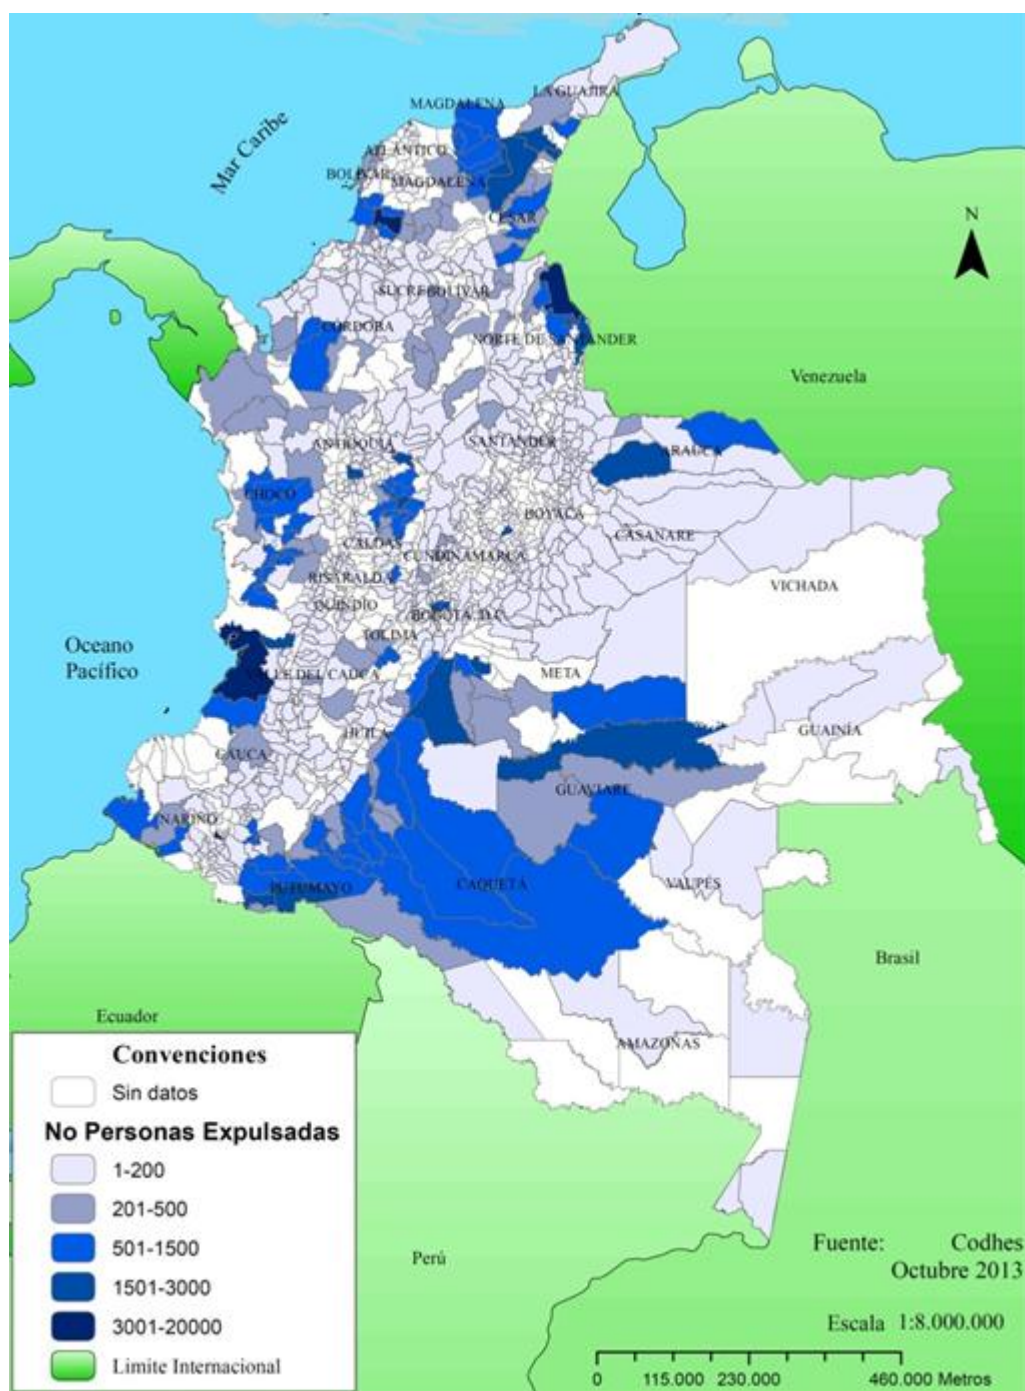 MAGDALENA
LA GUAJIRA
Mar Caribe
ATLÁNTICO
BOLIVAR
MAGDALENA
CESAR
N
SUCRE
BOLIVAR
CORDOBA
NORTE DE SANTANDER
Venezuela
ANTIOQUIA
SANTANDER
ARAUCA
CHOCO
BOYACA
CASANARE
CALDAS
CUNDINAMARCA
RISARALDA
VICHADA
QUINDÍO
BOGOTA, D.C.
TOLIMA
Oceano
Pacífico
VALLE DEL CAUCA
META
HUILA
GUAINÍA
CAUCA
GUAVIARE
NARIÑO
PUTUMAYO
CAQUETÁ
VAUPÉS
Brasil
Ecuador
AMAZONAS
Convenciones
Sin datos
No Personas Expulsadas
1-200
201-500
501-1500
1501-3000
3001-20000
Limite Internacional
Perú
Fuente: Codhes
Octubre 2013
Escala 1:8.000.000
0 115.000 230.000 460.000 Metros